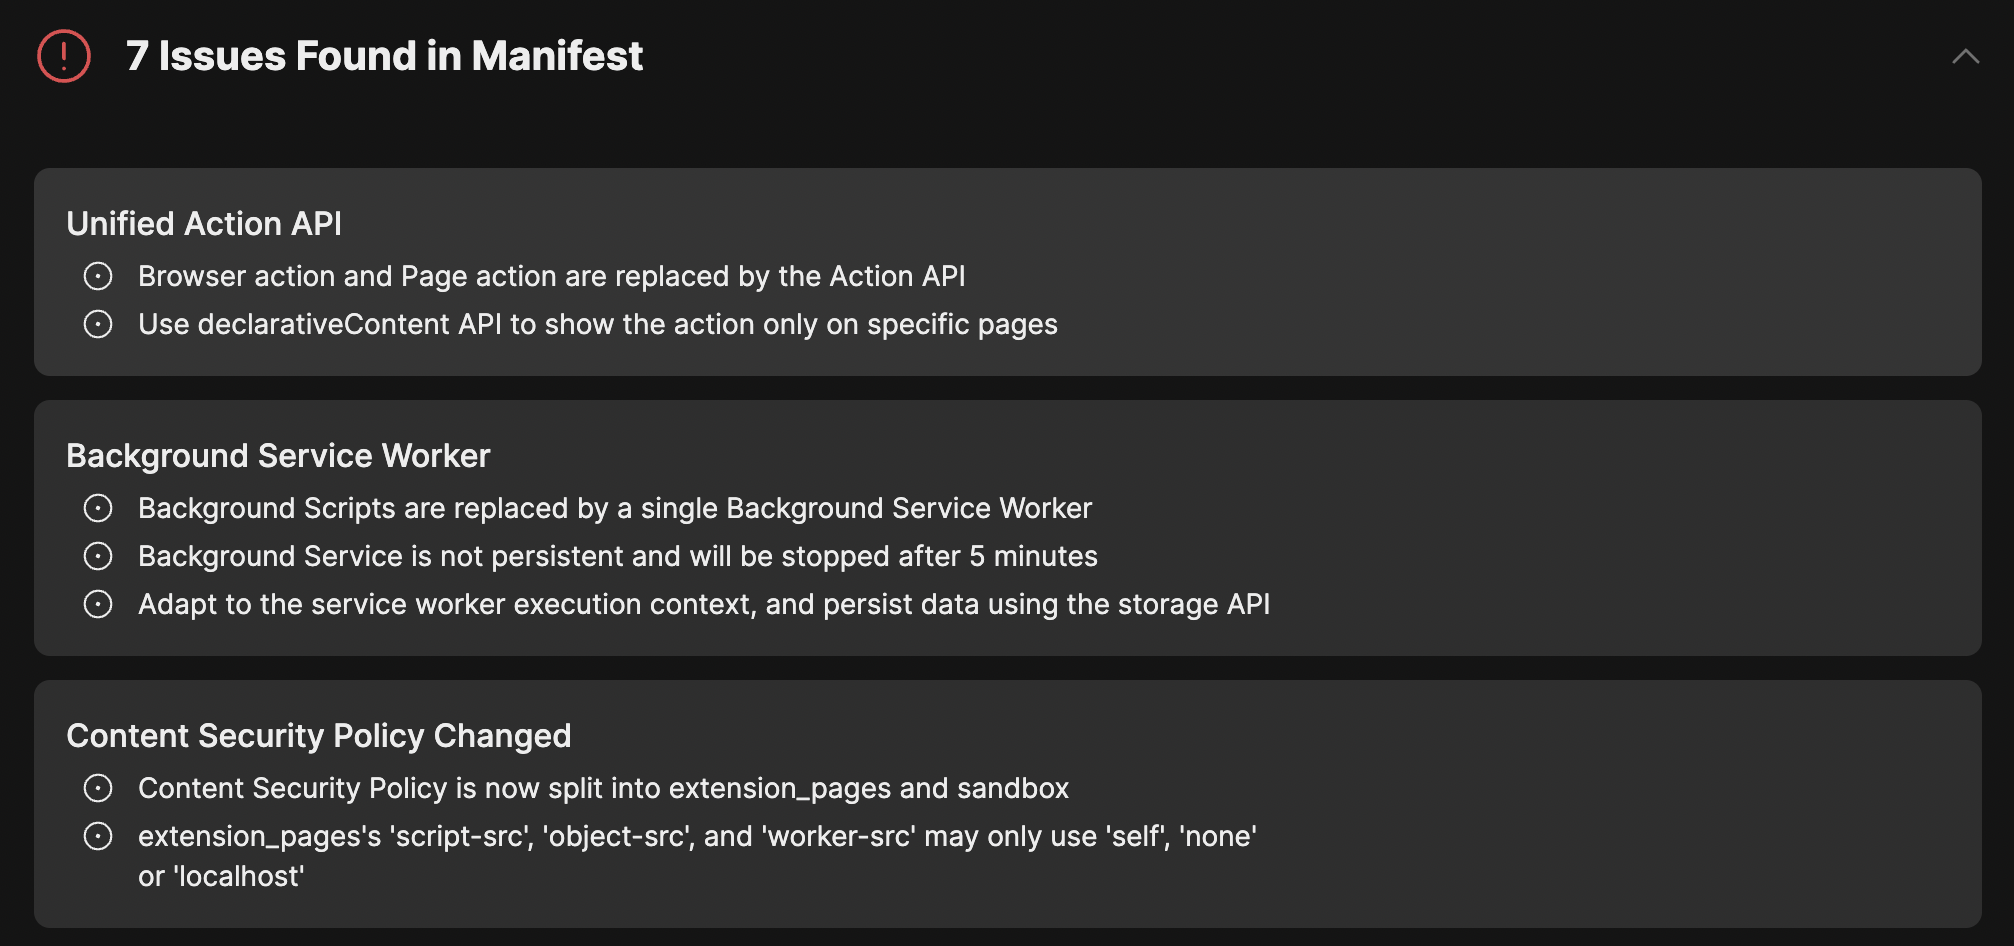 7 Issues Found in Manifest
Unified Action API
Browser action and Page action are replaced by the Action API
Use declarativeContent API to show the action only on specific pages
Background Service Worker
Background Scripts are replaced by a single Background Service Worker
Background Service is not persistent and will be stopped after 5 minutes
Adapt to the service worker execution context, and persist data using the storage API
Content Security Policy Changed
Content Security Policy is now split into extension_pages and sandbox
extension_pages's 'script-src', 'object-src', and 'worker-src' may only use 'self', 'none'
or 'localhost'